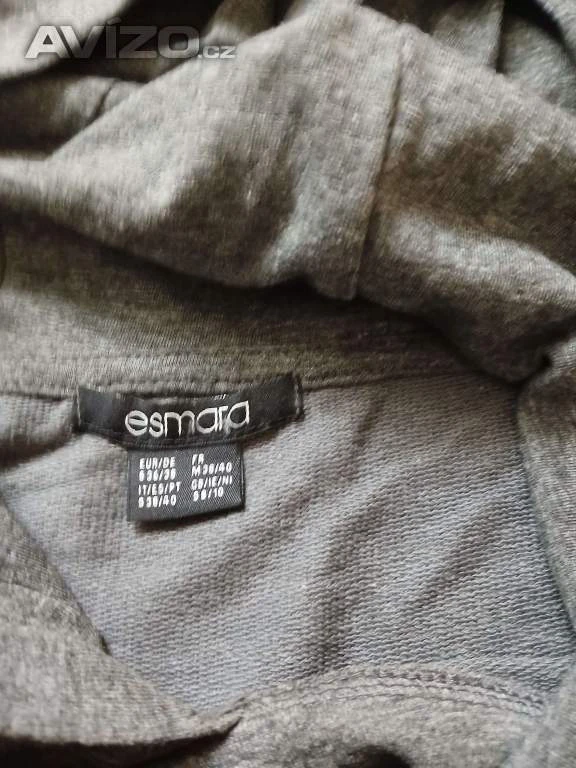 AVÍZO.cz
esmara
EUR/DE FR
S 36/38 M 38/40
IT/ES/PT GB/IE/NI
S 38/40 S 8/10